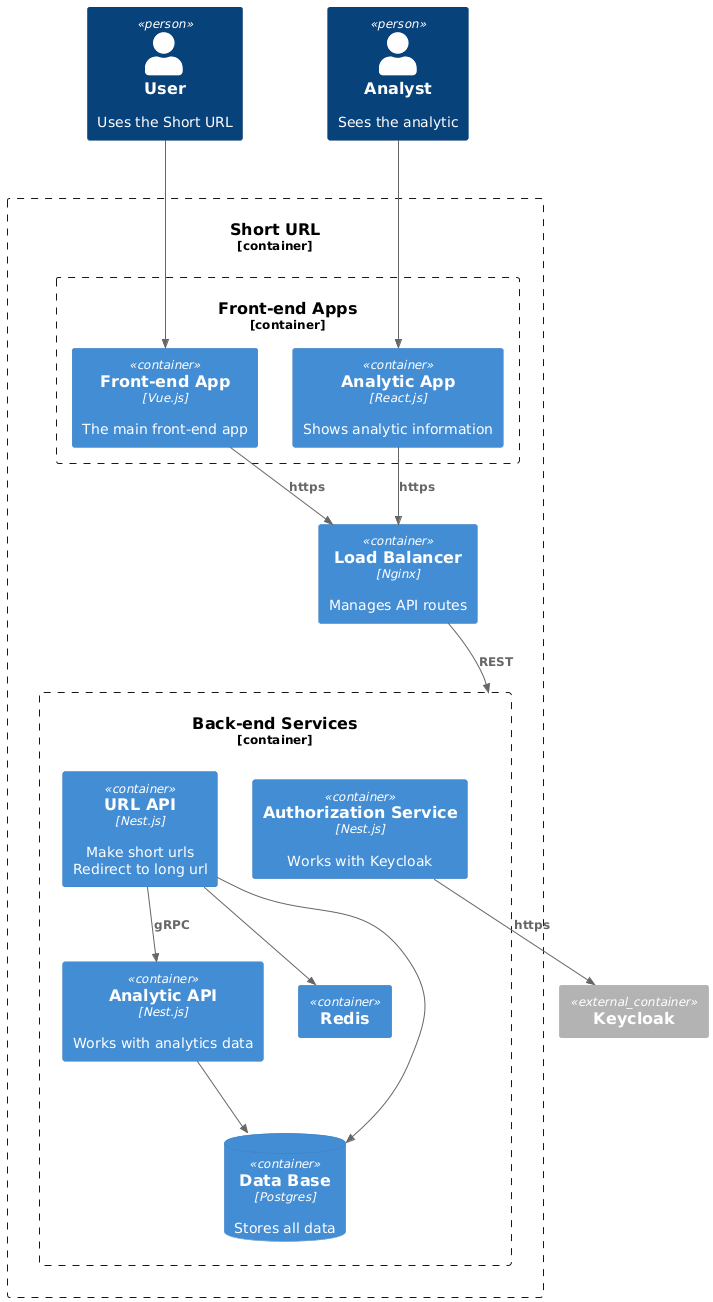 «person»
User
Uses the Short URL
«person»
Analyst
Sees the analytic
Short URL
[container]
Front-end Apps
[container]
«container»
Front-end App
[Vue.js]
The main front-end app
«container»
Analytic App
[React.js]
Shows analytic information
https
https
«container»
Load Balancer
[Nginx]
Manages API routes
REST
Back-end Services
[container]
«container»
URL API
[Nest.js]
Make short urls
Redirect to long url
«container»
Authorization Service
[Nest.js]
Works with Keycloak
gRPC
https
«container»
Analytic API
[Nest.js]
Works with analytics data
«container»
Redis
«external_container»
Keycloak
«container»
Data Base
[Postgres]
Stores all data